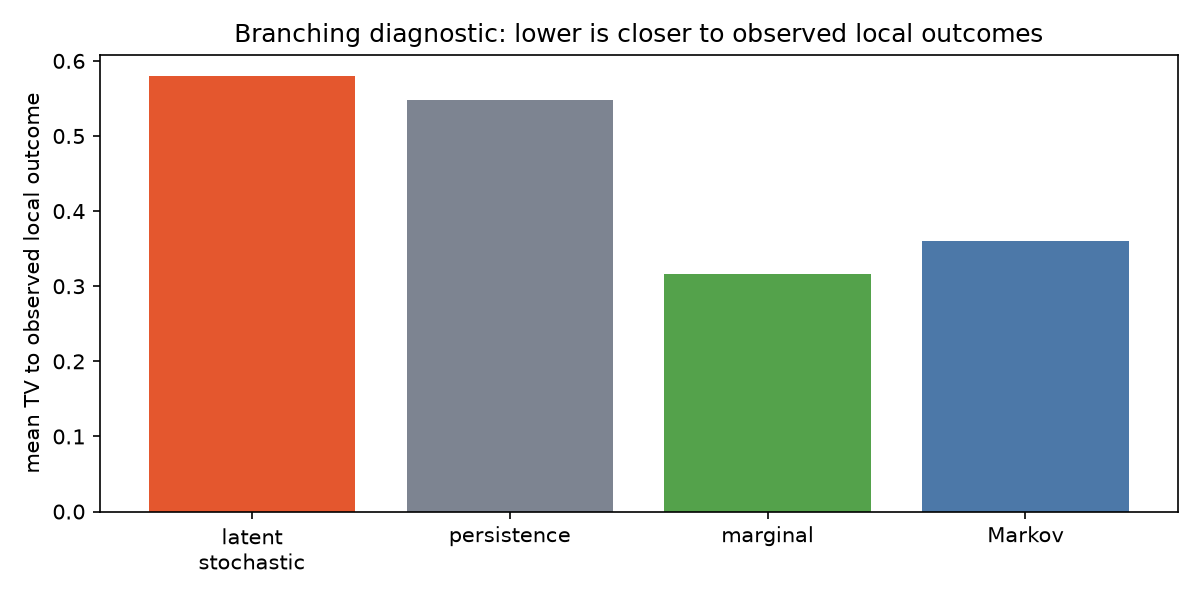 Branching diagnostic: lower is closer to observed local outcomes
mean TV to observed local outcome
0.6
0.5
0.4
0.3
0.2
0.1
0.0
latent
stochastic
persistence
marginal
Markov